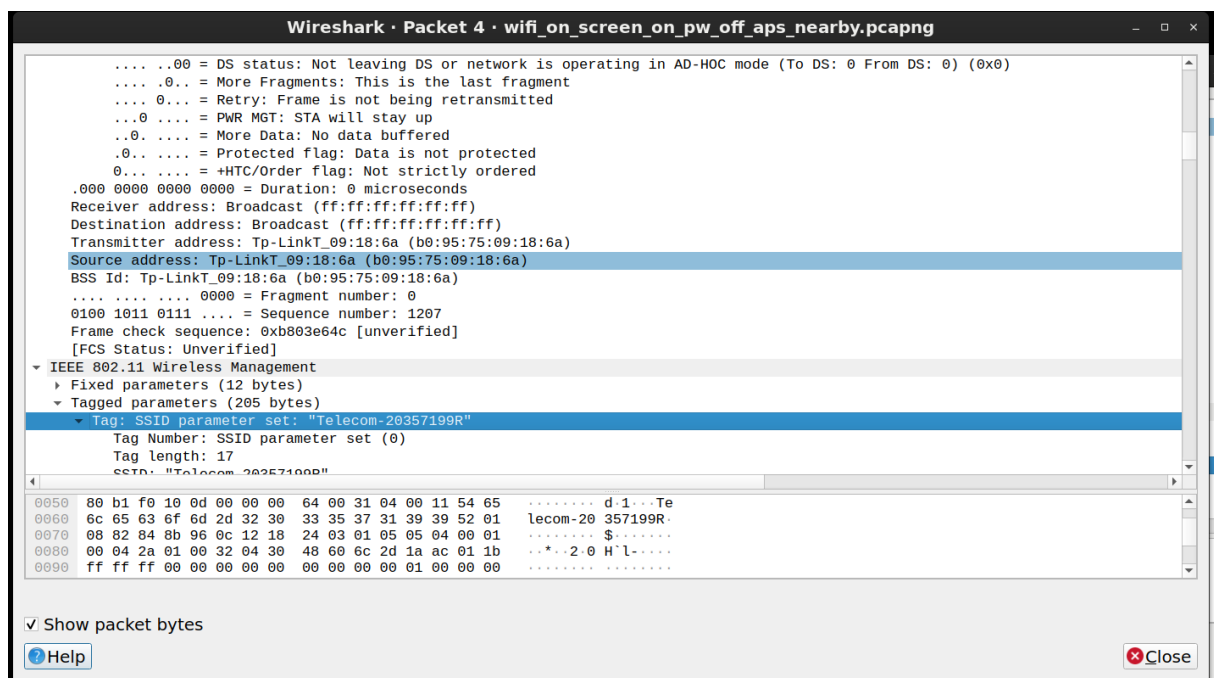 Wireshark · Packet 4 · wifi_on_screen_on_pw_off_aps_nearby.pcapng
.... ..00 = DS status: Not leaving DS or network is operating in AD-HOC mode (To DS: 0 From DS: 0) (0x0)
.... .0.. = More Fragments: This is the last fragment
.... 0... = Retry: Frame is not being retransmitted
...0 .... = PWR MGT: STA will stay up
..0. .... = More Data: No data buffered
.0.. .... = Protected flag: Data is not protected
0... .... = +HTC/Order flag: Not strictly ordered
.000 0000 0000 0000 = Duration: 0 microseconds
Receiver address: Broadcast (ff:ff:ff:ff:ff:ff)
Destination address: Broadcast (ff:ff:ff:ff:ff:ff)
Transmitter address: Tp-LinkT_09:18:6a (b0:95:75:09:18:6a)
Source address: Tp-LinkT_09:18:6a (b0:95:75:09:18:6a)
BSS Id: Tp-LinkT_09:18:6a (b0:95:75:09:18:6a)
.... .... .... 0000 = Fragment number: 0
0100 1011 0111 .... = Sequence number: 1207
Frame check sequence: 0xb803e64c [unverified]
[FCS Status: Unverified]
IEEE 802.11 Wireless Management
Fixed parameters (12 bytes)
Tagged parameters (205 bytes)
Tag: SSID parameter set: "Telecom-20357199R"
Tag Number: SSID parameter set (0)
Tag length: 17
SSID: "Telecom-20357199R"
0050 80 b1 f0 10 0d 00 00 00 64 00 31 04 00 11 54 65 ········ d·1···Te
0060 6c 65 63 6f 6d 2d 32 30 33 35 37 31 39 39 52 01 lecom-20 357199R·
0070 08 82 84 8b 96 0c 12 18 24 03 01 05 05 04 00 01 ········ $·······
0080 00 04 2a 01 00 32 04 30 48 60 6c 2d 1a ac 01 1b ··*··2·0 H`l-····
0090 ff ff ff 00 00 00 00 00 00 00 00 00 01 00 00 00 ········ ········
Show packet bytes
Help
Close